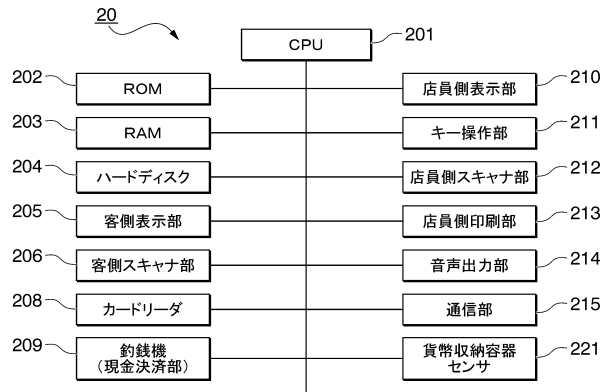 20
CPU
201
202
ROM
店員側表示部
210
203
RAM
キー操作部
211
204
ハードディスク
店員側スキャナ部
212
205
客側表示部
店員側印刷部
213
206
客側スキャナ部
音声出力部
214
208
カードリーダ
通信部
215
209
釣銭機
(現金決済部)
貨幣収納容器
センサ
221